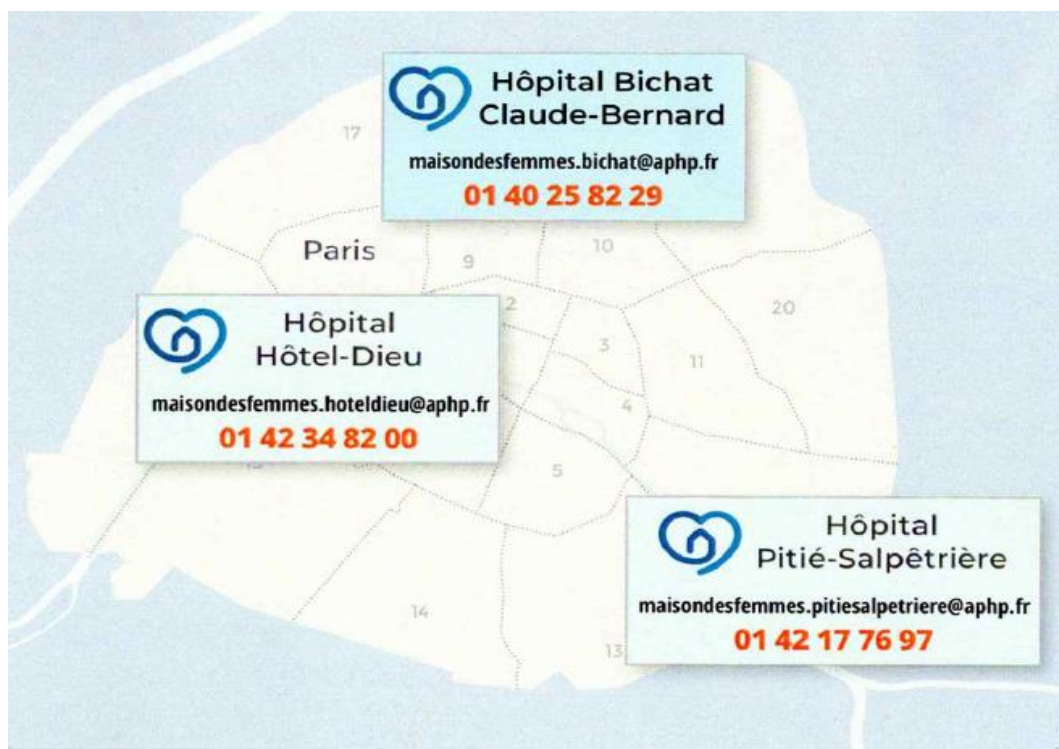 Hôpital Bichat
Claude-Bernard
maisondesfemmes.bichat@aphp.fr
01 40 25 82 29
17
Paris
9
10
2
20
3
11
4
Hôpital
Hôtel-Dieu
maisondesfemmes.hoteldieu@aphp.fr
01 42 34 82 00
5
Hôpital
Pitié-Salpêtrière
maisondesfemmes.pitiesalpetriere@aphp.fr
01 42 17 76 97
14
13